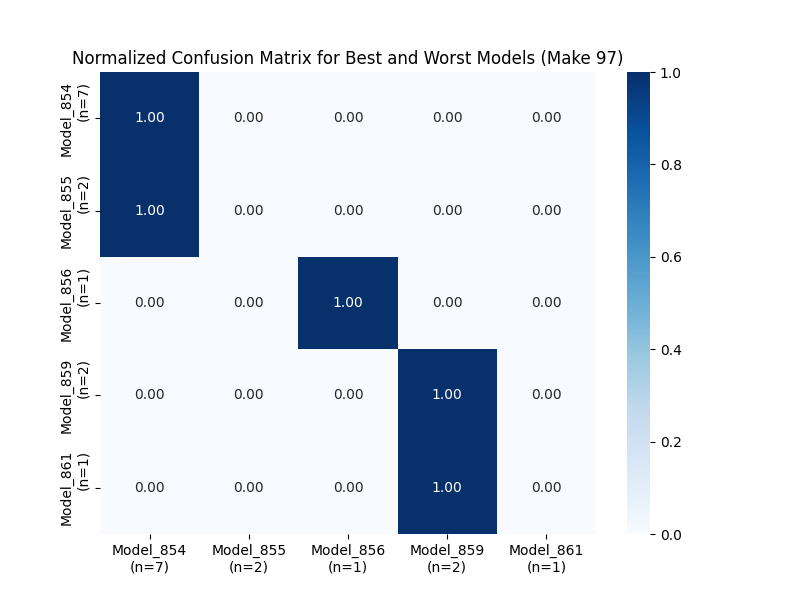 Normalized Confusion Matrix for Best and Worst Models (Make 97)
Model_854
(n=7)
1.00 0.00 0.00 0.00 0.00
Model_855
(n=2)
1.00 0.00 0.00 0.00 0.00
Model_856
(n=1)
0.00 0.00 1.00 0.00 0.00
Model_859
(n=2)
0.00 0.00 0.00 1.00 0.00
Model_861
(n=1)
0.00 0.00 0.00 1.00 0.00
Model_854 Model_855 Model_856 Model_859 Model_861
(n=7) (n=2) (n=1) (n=2) (n=1)
1.0
0.8
0.6
0.4
0.2
0.0